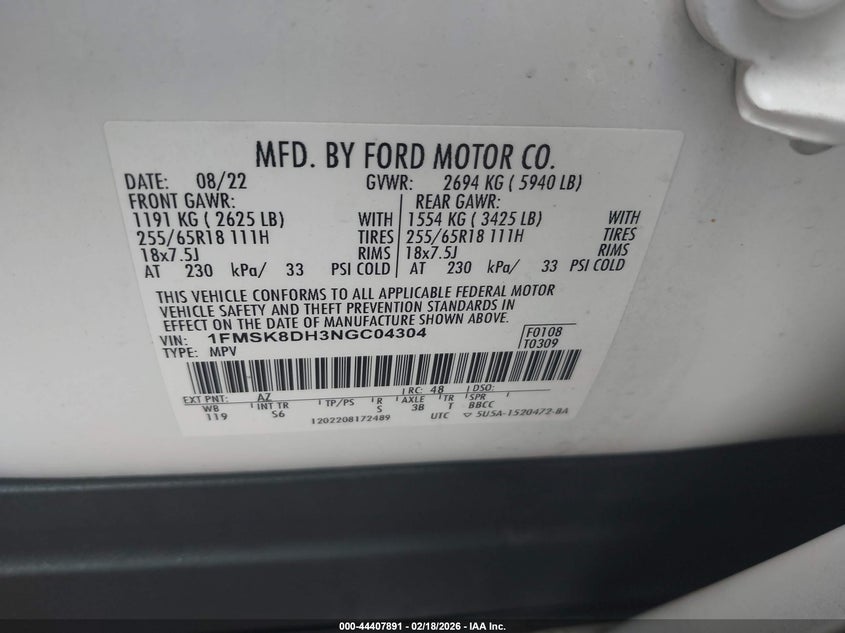 MFD. BY FORD MOTOR CO.
DATE: 08/22 GVWR: 2694 KG ( 5940 LB)
FRONT GAWR: REAR GAWR:
1191 KG ( 2625 LB) WITH 1554 KG ( 3425 LB) WITH
255/65R18 111H TIRES 255/65R18 111H TIRES
18x7.5J RIMS 18x7.5J RIMS
AT 230 kPa/ 33 PSI COLD AT 230 kPa/ 33 PSI COLD
THIS VEHICLE CONFORMS TO ALL APPLICABLE FEDERAL MOTOR
VEHICLE SAFETY AND THEFT PREVENTION STANDARDS IN
EFFECT ON THE DATE OF MANUFACTURE SHOWN ABOVE.
VIN: 1FMSK8DH3NGC04304 F0108
TYPE: MPV T0309
EXT PNT: AZ RC: 48 DSO:
WB INT TR TP/PS R AXLE TR SPR
119 S6 S 3B T BBCC
1202208172489 UTC ▽ 5U5A-1520472-8A
000-44407891 | 02/18/2026 | IAA Inc.